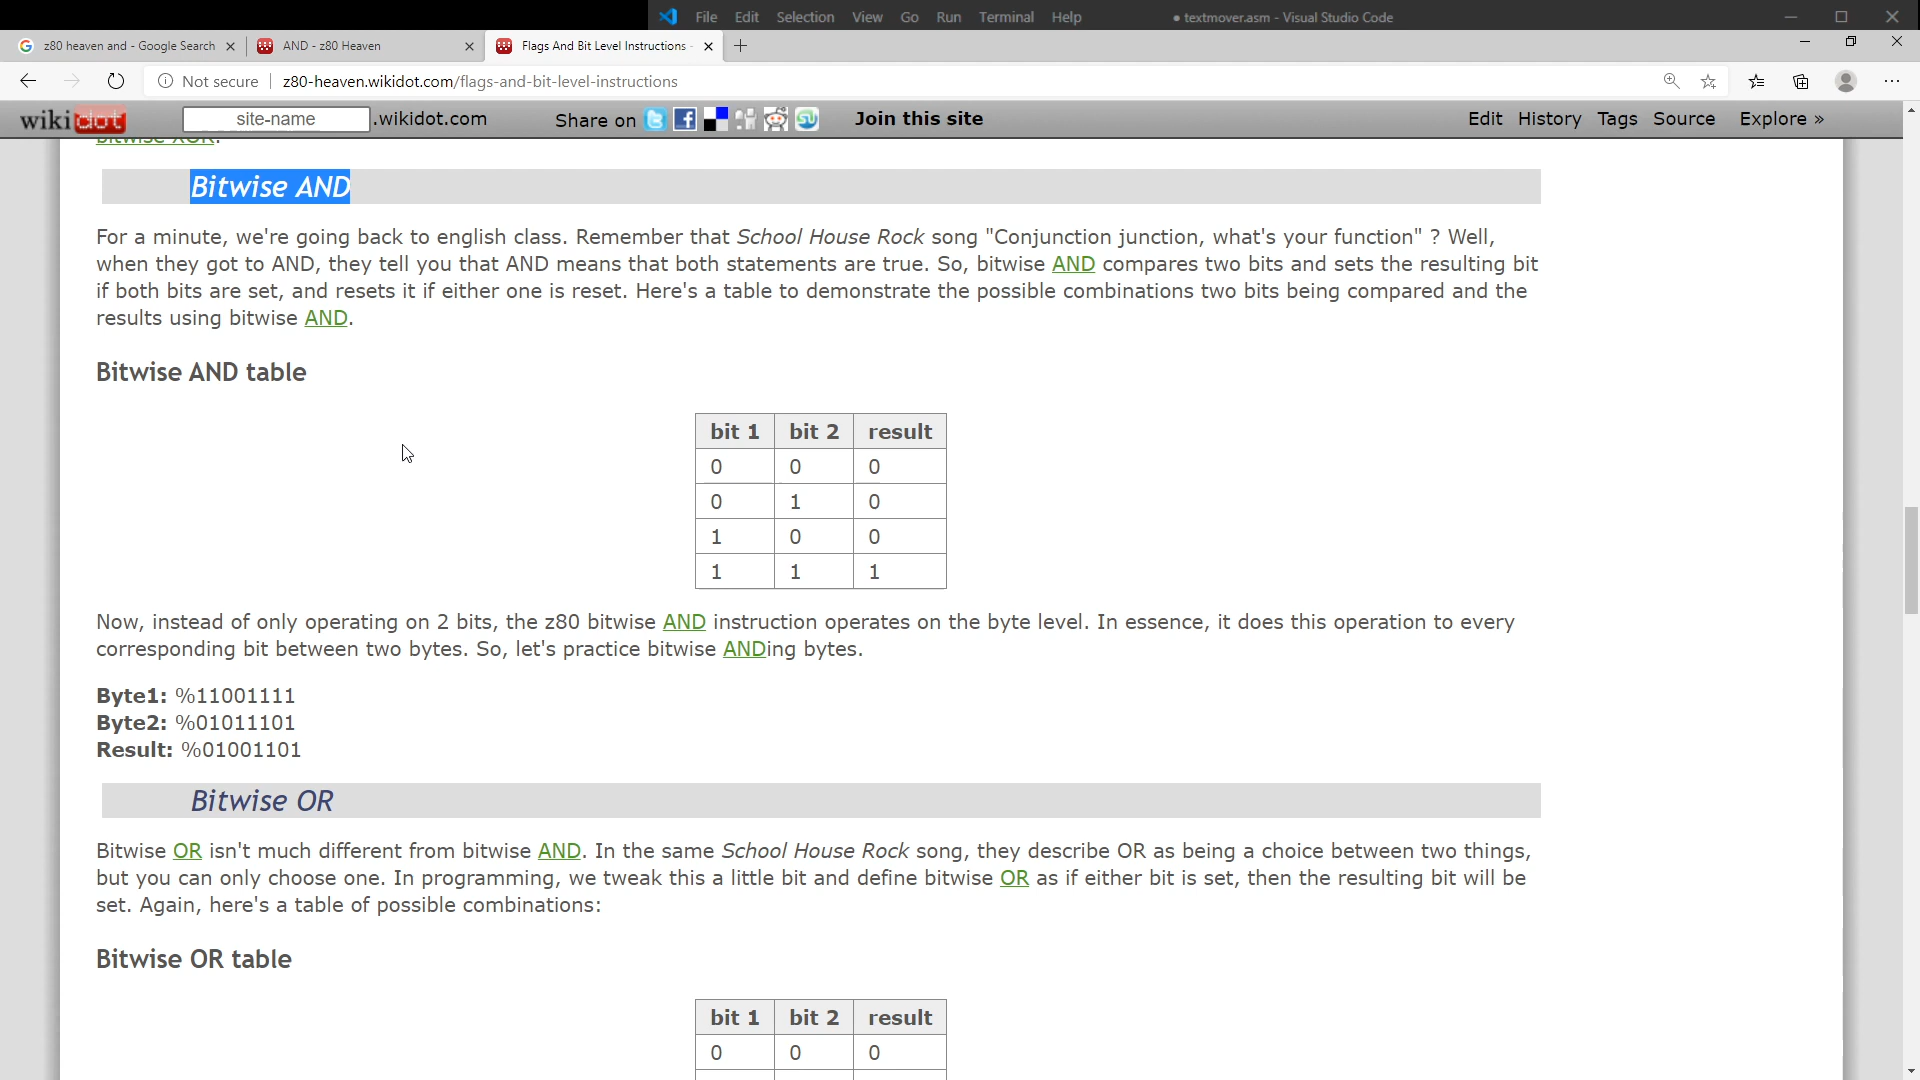 File Edit Selection View Go Run Terminal Help
● textmover.asm - Visual Studio Code
z80 heaven and - Google Search
AND - z80 Heaven
Flags And Bit Level Instructions -
Not secure
z80-heaven.wikidot.com/flags-and-bit-level-instructions
wikidot
site-name
.wikidot.com
Share on
Join this site
Edit History Tags Source Explore »
bitwise XOR.
Bitwise AND
For a minute, we're going back to english class. Remember that School House Rock song "Conjunction junction, what's your function" ? Well,
when they got to AND, they tell you that AND means that both statements are true. So, bitwise AND compares two bits and sets the resulting bit
if both bits are set, and resets it if either one is reset. Here's a table to demonstrate the possible combinations two bits being compared and the
results using bitwise AND.
Bitwise AND table
bit 1 bit 2 result
0 0 0
0 1 0
1 0 0
1 1 1
Now, instead of only operating on 2 bits, the z80 bitwise AND instruction operates on the byte level. In essence, it does this operation to every
corresponding bit between two bytes. So, let's practice bitwise ANDing bytes.
Byte1: %11001111
Byte2: %01011101
Result: %01001101
Bitwise OR
Bitwise OR isn't much different from bitwise AND. In the same School House Rock song, they describe OR as being a choice between two things,
but you can only choose one. In programming, we tweak this a little bit and define bitwise OR as if either bit is set, then the resulting bit will be
set. Again, here's a table of possible combinations:
Bitwise OR table
bit 1 bit 2 result
0 0 0